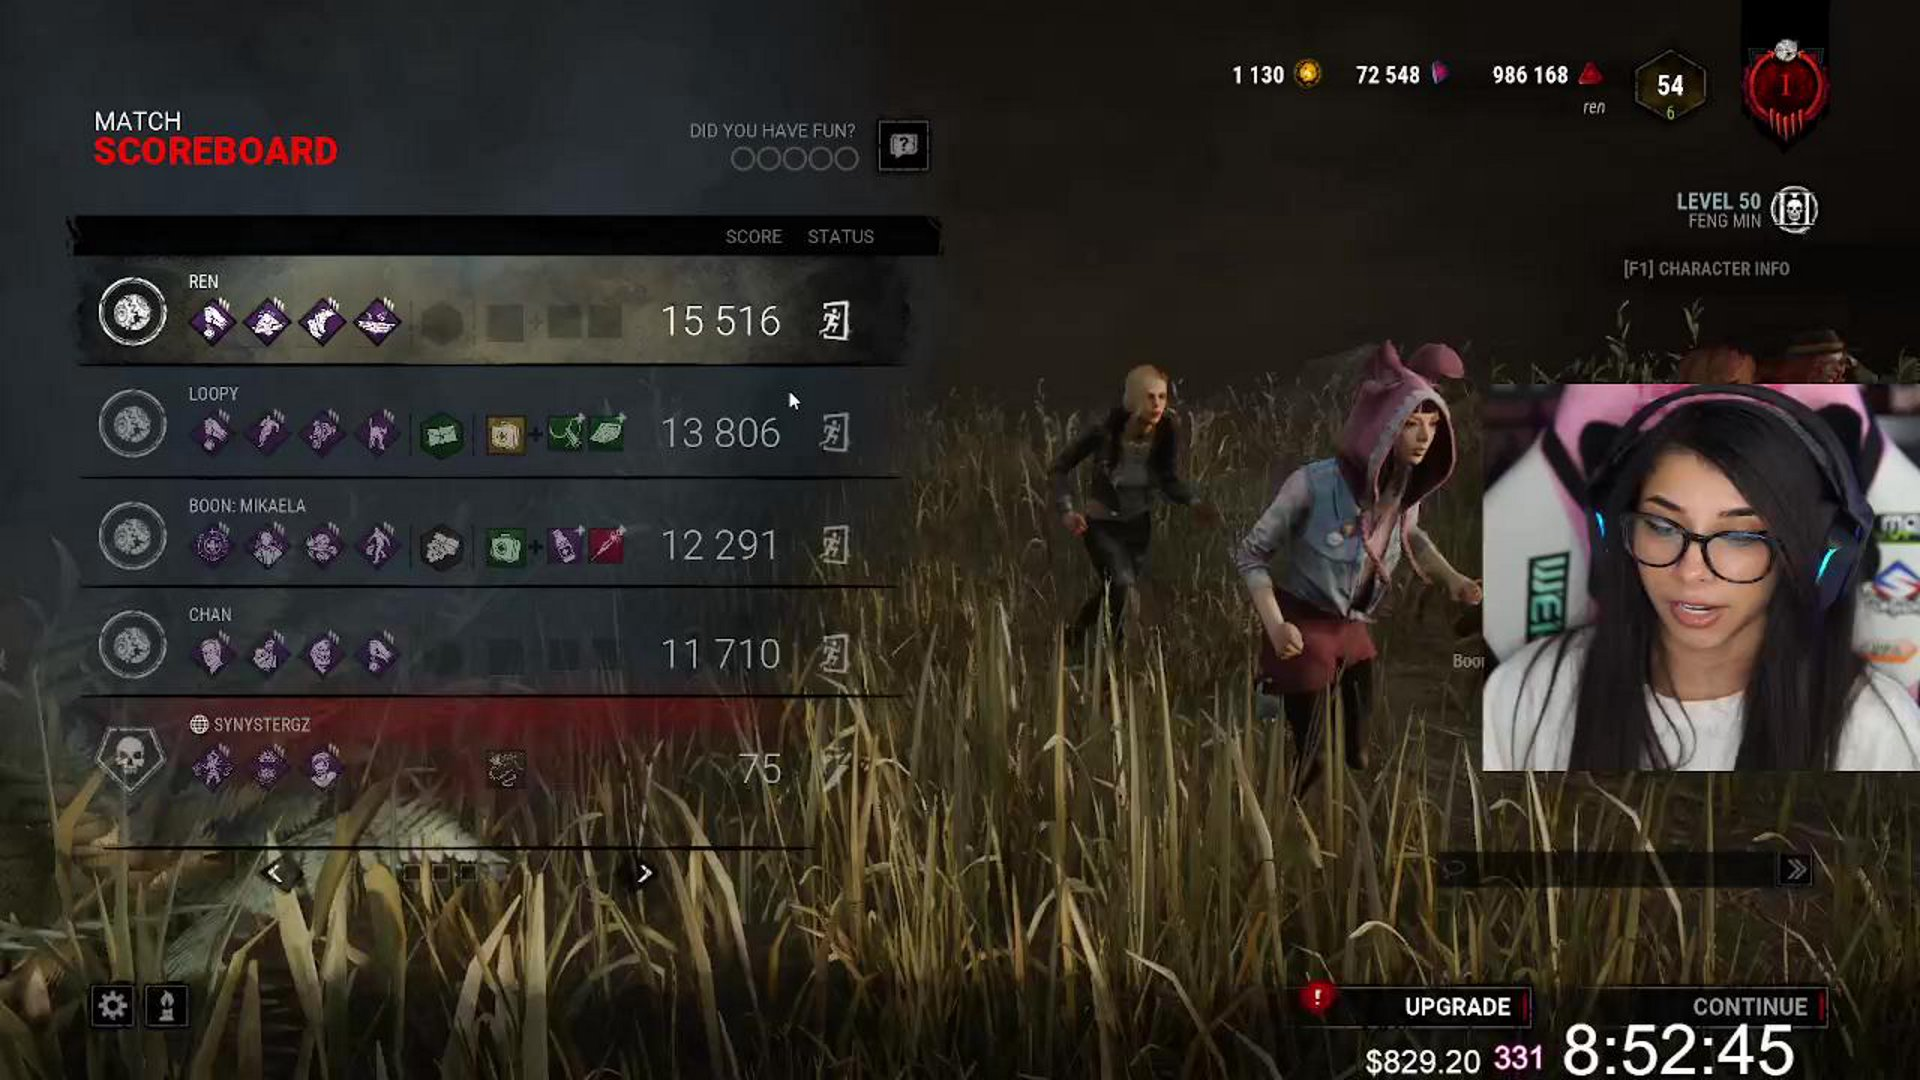 1 130 72 548 986 168
ren
54
6
1
MATCH
SCOREBOARD
DID YOU HAVE FUN?
?
LEVEL 50
FENG MIN
[F1] CHARACTER INFO
SCORE STATUS
REN
15 516
LOOPY
13 806
BOON: MIKAELA
12 291
CHAN
11 710
SYNYSTERGZ
75
!
UPGRADE
CONTINUE
$829.20 331 8:52:45